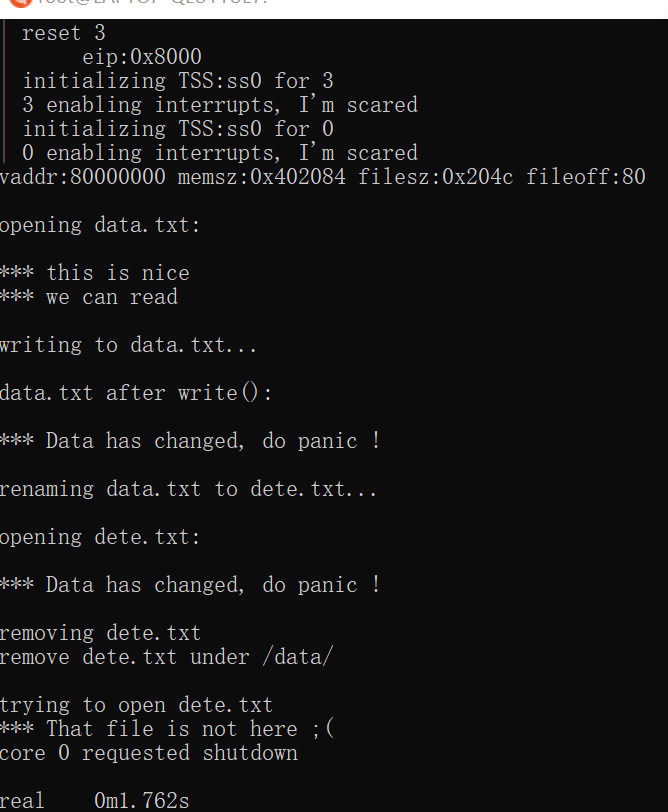 reset 3
eip:0x8000
initializing TSS:ss0 for 3
3 enabling interrupts, I'm scared
initializing TSS:ss0 for 0
0 enabling interrupts, I'm scared
vaddr:80000000 memsz:0x402084 filesz:0x204c fileoff:80
opening data.txt:
*** this is nice
*** we can read
writing to data.txt...
data.txt after write():
*** Data has changed, do panic !
renaming data.txt to dete.txt...
opening dete.txt:
*** Data has changed, do panic !
removing dete.txt
remove dete.txt under /data/
trying to open dete.txt
*** That file is not here ;(
core 0 requested shutdown
real 0m1.762s